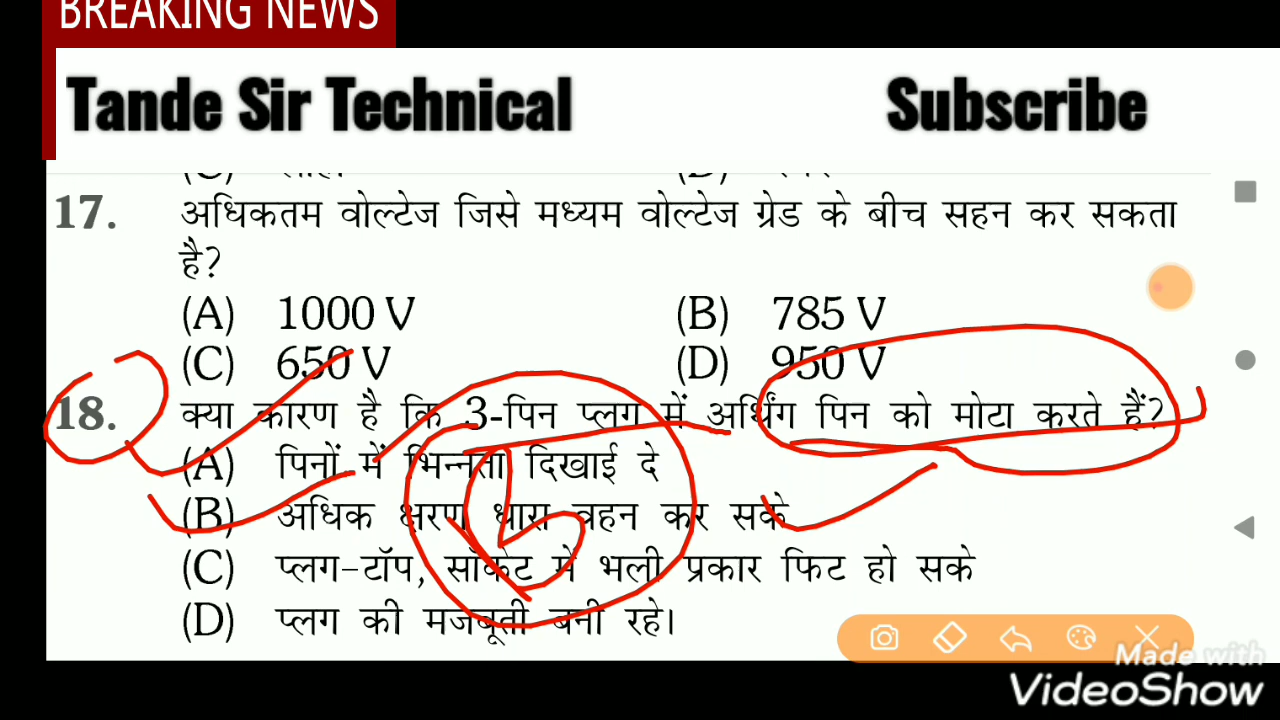 BREAKING NEWS
Tande Sir Technical Subscribe
17. अधिकतम वोल्टेज जिसे मध्यम वोल्टेज ग्रेड के बीच सहन कर सकता
है?
(A) 1000 V (B) 785 V
(C) 650 V (D) 950 V
18. क्या कारण है कि 3-पिन प्लग में अर्थिंग पिन को मोटा करते हैं?
(A) पिनों में भिन्नता दिखाई दे
(B) अधिक क्षरण धारा वहन कर सके
(C) प्लग-टॉप, सॉकेट में भली प्रकार फिट हो सके
(D) प्लग की मजबूती बनी रहे।
Made with
VideoShow